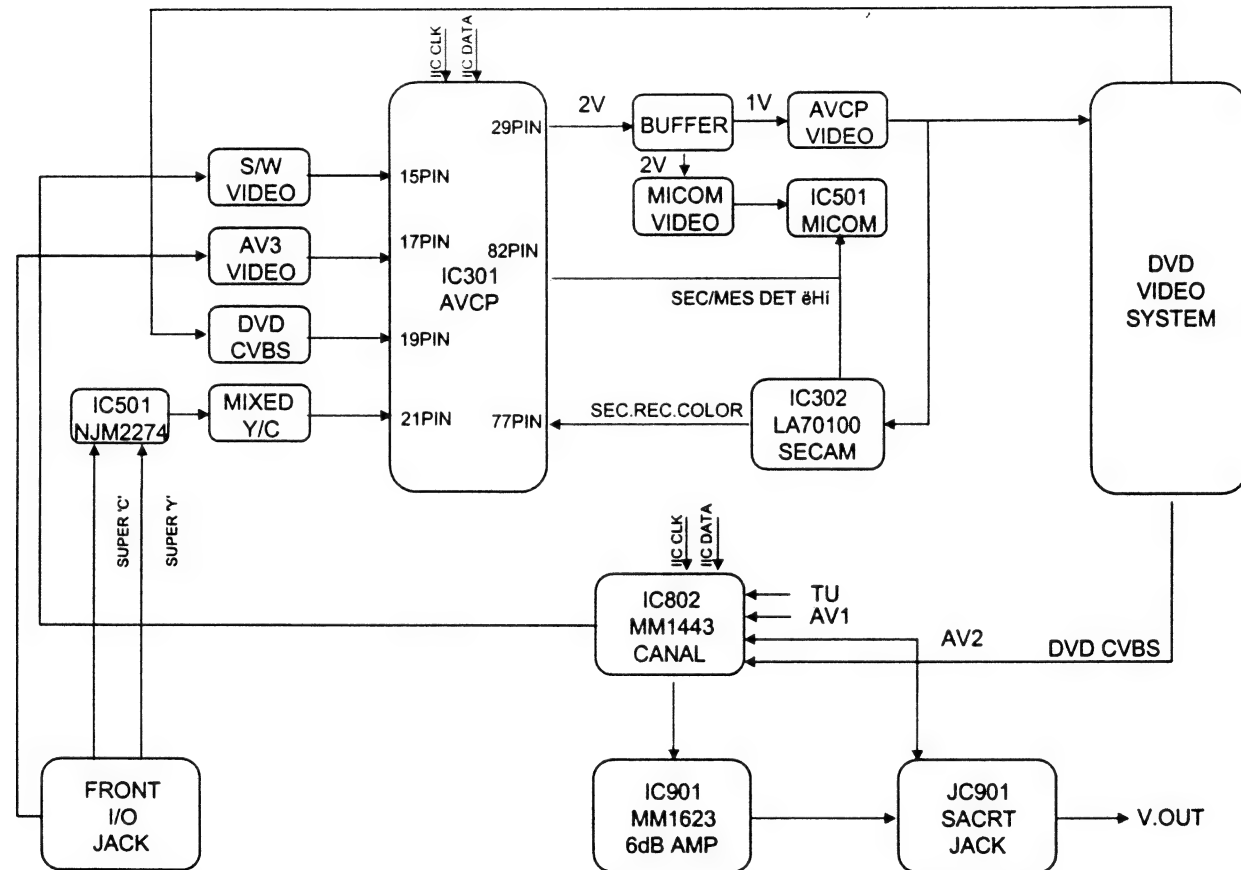 IIC CLK
IIC DATA
2V
1V
29PIN
BUFFER
AVCP
VIDEO
S/W
VIDEO
15PIN
2V
MICOM
VIDEO
IC501
MICOM
AV3
VIDEO
17PIN
82PIN
IC301
AVCP
SEC/MES DET ëHí
DVD
VIDEO
SYSTEM
DVD
CVBS
19PIN
IC501
NJM2274
MIXED
Y/C
21PIN
77PIN
SEC.REC.COLOR
IC302
LA70100
SECAM
SUPER 'C'
SUPER 'Y'
IIC CLK
IIC DATA
IC802
MM1443
CANAL
TU
AV1
AV2
DVD CVBS
FRONT
I/O
JACK
IC901
MM1623
6dB AMP
JC901
SACRT
JACK
V.OUT